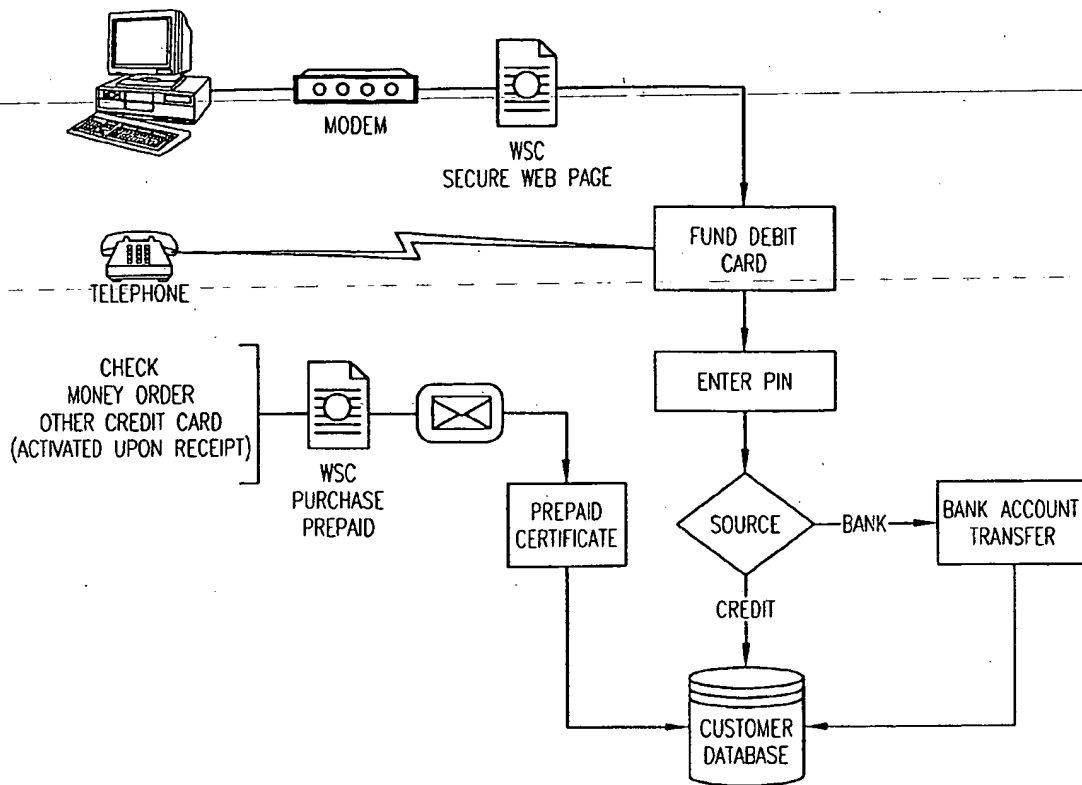 MODEM
WSC
SECURE WEB PAGE
FUND DEBIT
CARD
TELEPHONE
ENTER PIN
CHECK
MONEY ORDER
OTHER CREDIT CARD
(ACTIVATED UPON RECEIPT)
WSC
PURCHASE
PREPAID
PREPAID
CERTIFICATE
SOURCE
BANK
BANK ACCOUNT
TRANSFER
CREDIT
CUSTOMER
DATABASE